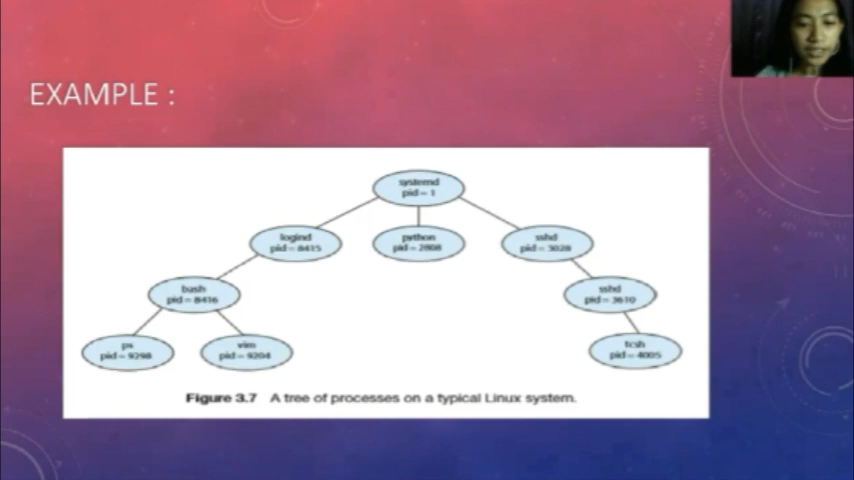 EXAMPLE :
systemd
pid = 1
logind
pid = 8415
python
pid = 2808
sshd
pid = 3028
bash
pid = 8416
sshd
pid = 3610
ps
pid = 9298
vim
pid = 9204
tcsh
pid = 4005
Figure 3.7 A tree of processes on a typical Linux system.